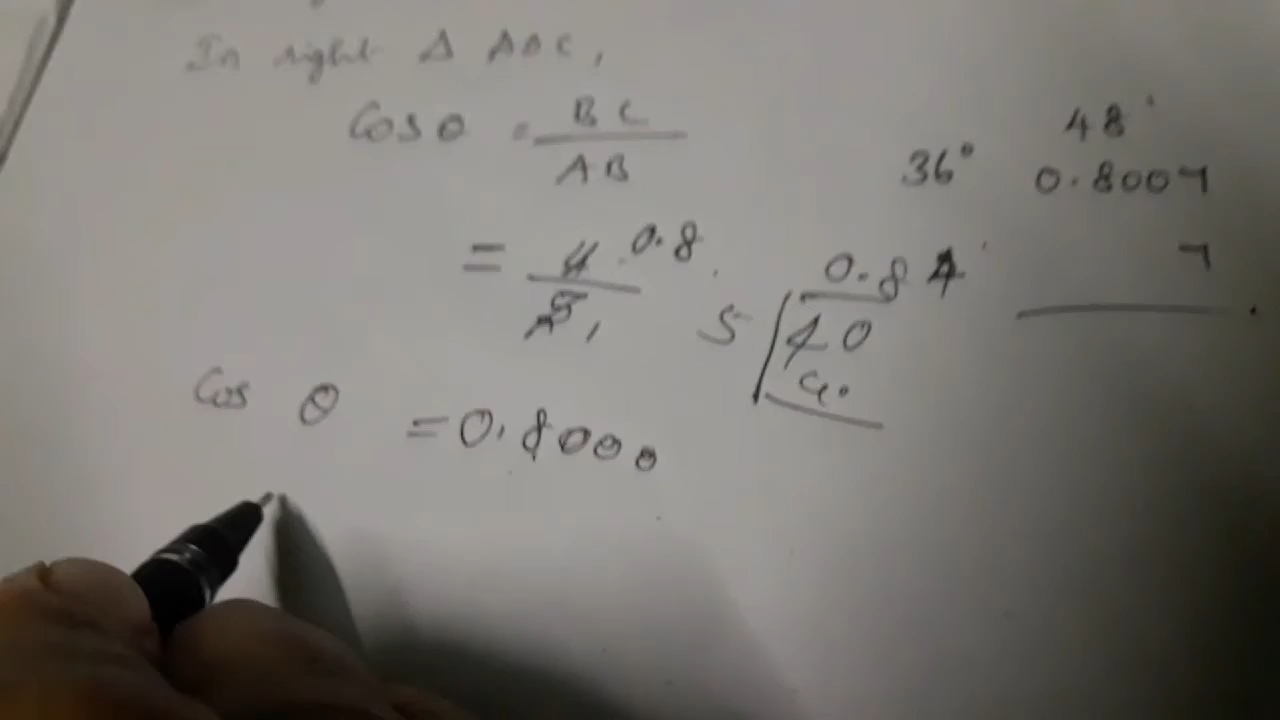 In right Δ ABC,
Cos θ = BC / AB
= 4 / 5, 0.8
Cos θ = 0.8000
48'
36° 0.8007
7
0.84
5 40
40